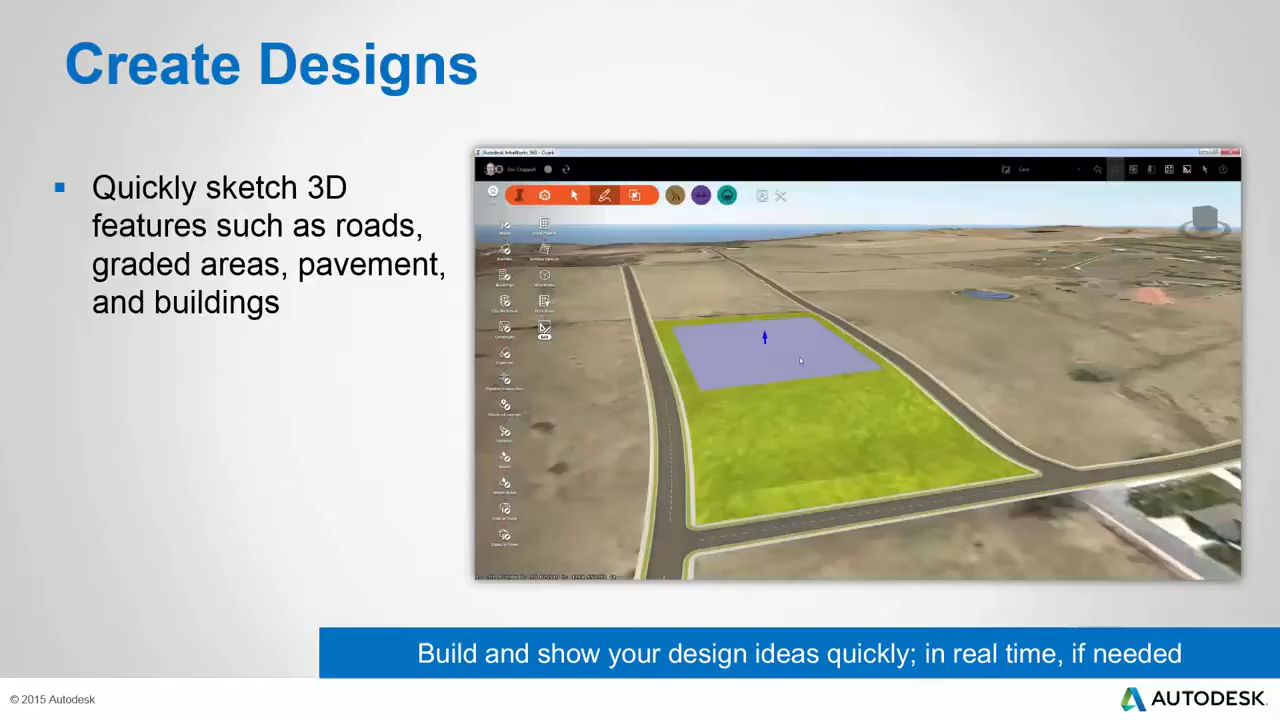 Create Designs
Quickly sketch 3D
features such as roads,
graded areas, pavement,
and buildings
Autodesk InfraWorks 360 - Ozark
Build and show your design ideas quickly; in real time, if needed
© 2015 Autodesk
AUTODESK.